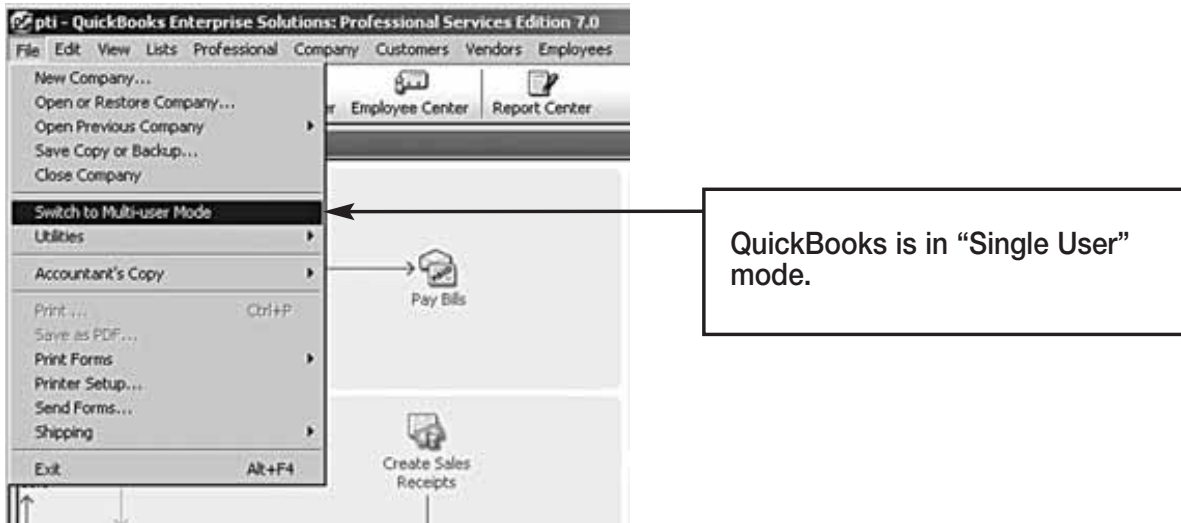 pti - QuickBooks Enterprise Solutions: Professional Services Edition 7.0
File Edit View Lists Professional Company Customers Vendors Employees
New Company...
Open or Restore Company...
Open Previous Company
Save Copy or Backup...
Close Company
Switch to Multi-user Mode
Utilities
Accountant's Copy
Print ... Ctrl+P
Save as PDF...
Print Forms
Printer Setup...
Send Forms...
Shipping
Exit Alt+F4
Employee Center
Report Center
Pay Bills
Create Sales
Receipts
QuickBooks is in “Single User”
mode.